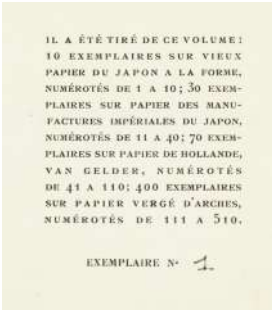 IL A ÉTÉ TIRÉ DE CE VOLUME:
10 EXEMPLAIRES SUR VIEUX
PAPIER DU JAPON A LA FORME,
NUMÉROTÉS DE 1 A 10; 30 EXEM-
PLAIRES SUR PAPIER DES MANU-
FACTURES IMPÉRIALES DU JAPON,
NUMÉROTÉS DE 11 A 40; 70 EXEM-
PLAIRES SUR PAPIER DE HOLLANDE,
VAN GELDER, NUMÉROTÉS
DE 41 A 110; 400 EXEMPLAIRES
SUR PAPIER VERGÉ D'ARCHES,
NUMÉROTÉS DE 111 A 510.
EXEMPLAIRE N° 1